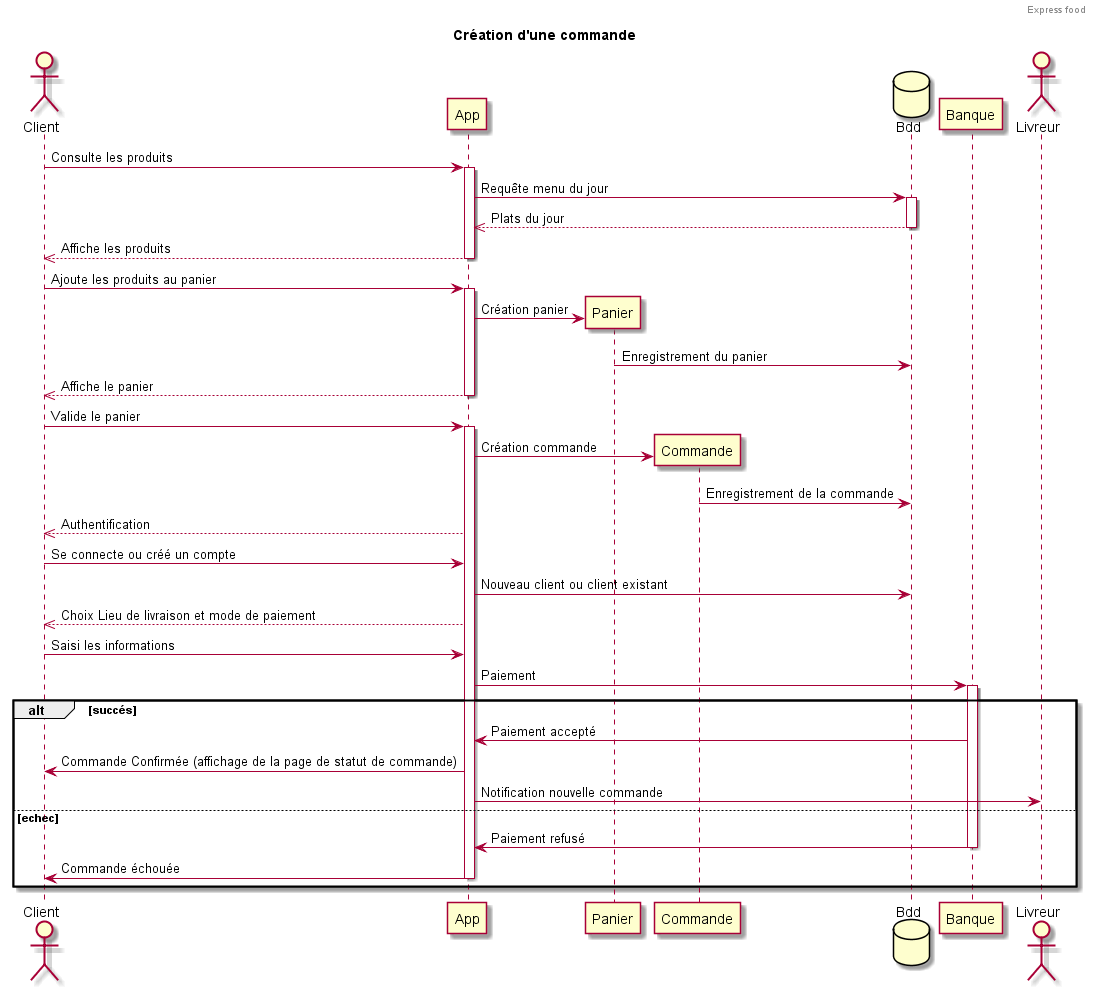 Express food
Création d'une commande
Client
App
Bdd
Banque
Livreur
Consulte les produits
Requête menu du jour
Plats du jour
Affiche les produits
Ajoute les produits au panier
Création panier
Panier
Enregistrement du panier
Affiche le panier
Valide le panier
Création commande
Commande
Enregistrement de la commande
Authentification
Se connecte ou créé un compte
Nouveau client ou client existant
Choix Lieu de livraison et mode de paiement
Saisi les informations
Paiement
alt [succés]
Paiement accepté
Commande Confirmée (affichage de la page de statut de commande)
Notification nouvelle commande
[echec]
Paiement refusé
Commande échouée
Client
App
Panier
Commande
Bdd
Banque
Livreur